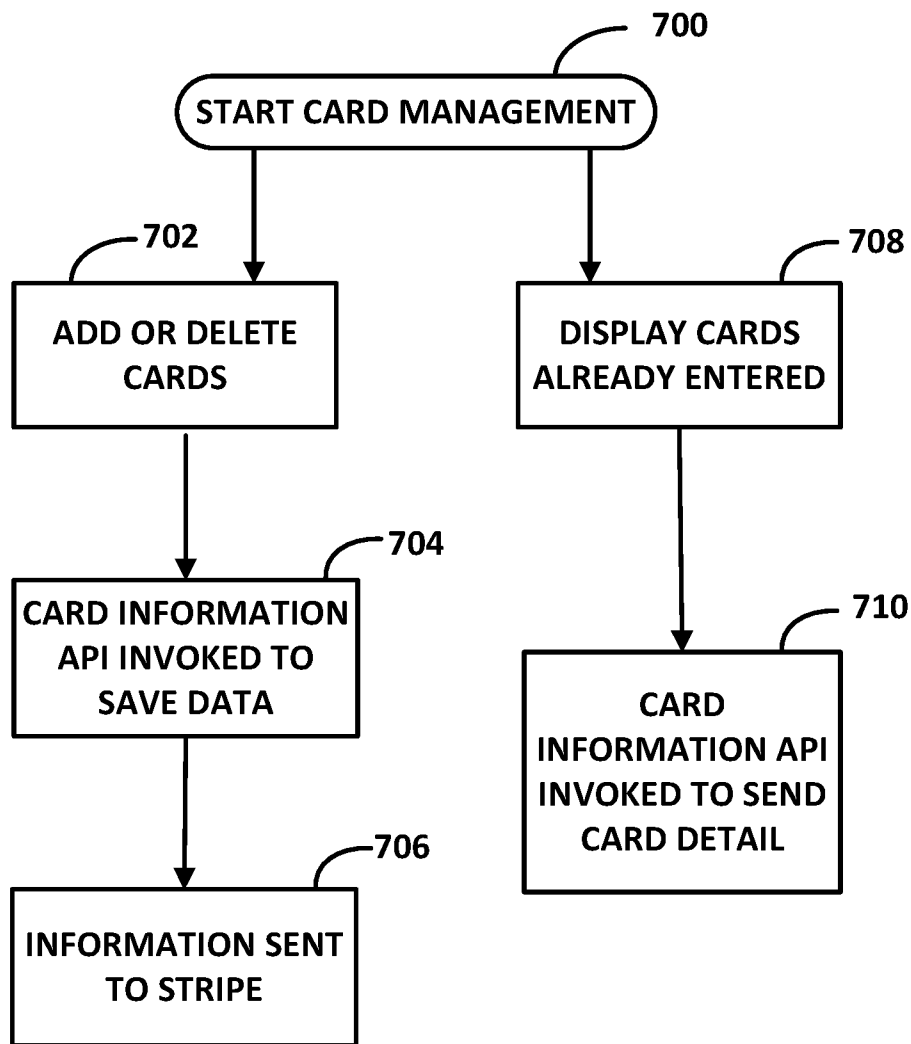 700
START CARD MANAGEMENT
702
ADD OR DELETE
CARDS
704
CARD INFORMATION
API INVOKED TO
SAVE DATA
706
INFORMATION SENT
TO STRIPE
708
DISPLAY CARDS
ALREADY ENTERED
710
CARD
INFORMATION API
INVOKED TO SEND
CARD DETAIL